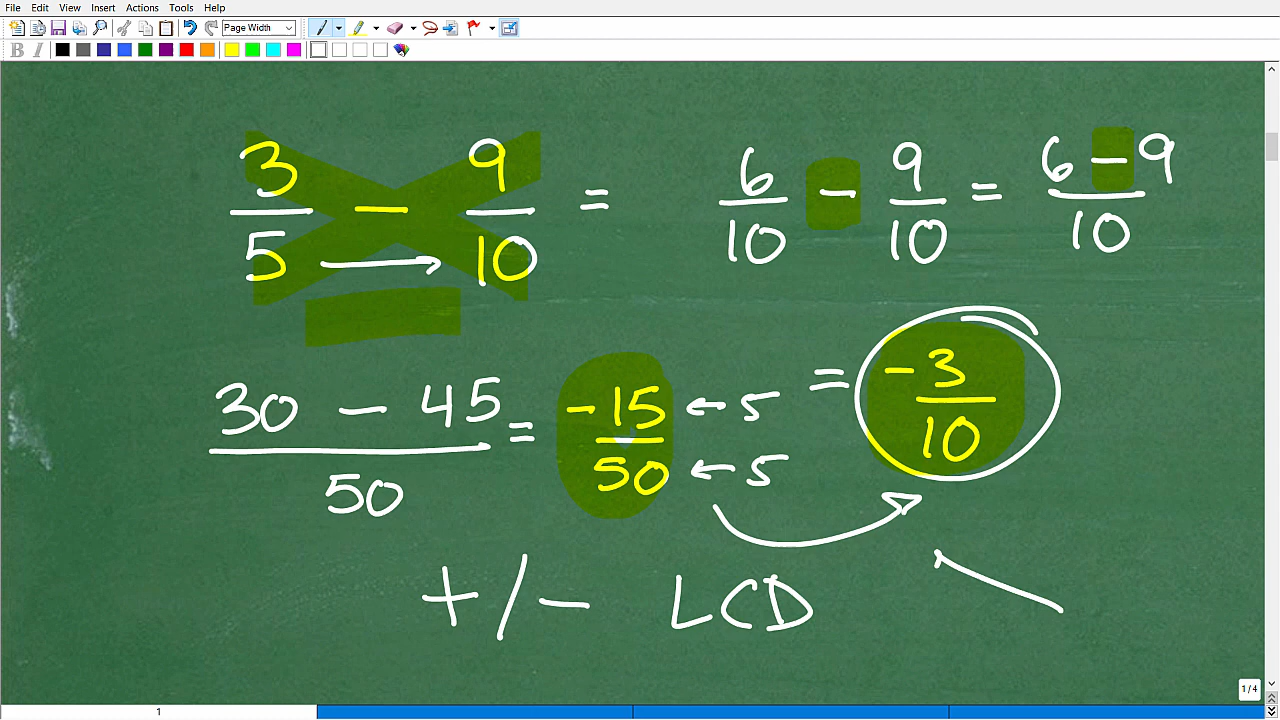 File Edit View Insert Actions Tools Help
Page Width
B I
3/5 − 9/10 = 6/10 − 9/10 = 6 − 9/10
30 − 45/50 = −15/50 ← 5 ← 5 = −3/10
+/− LCD
1/4
1